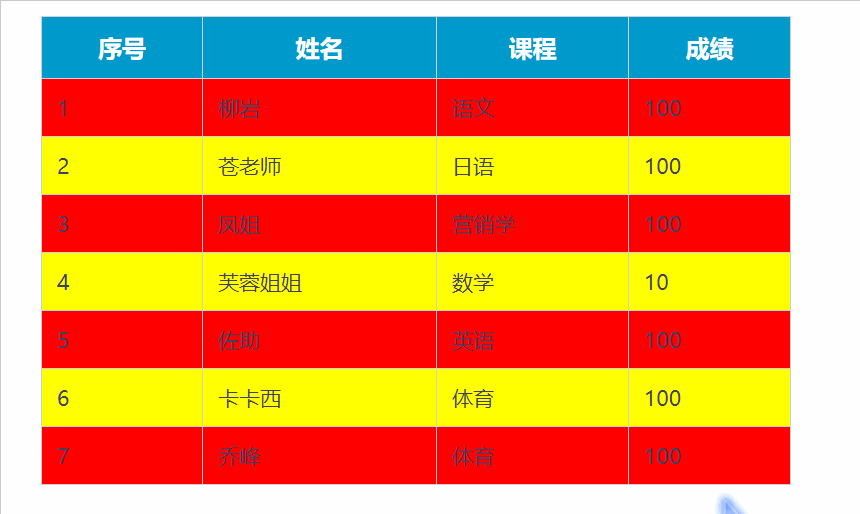 序号 姓名 课程 成绩
1 柳岩 语文 100
2 苍老师 日语 100
3 凤姐 营销学 100
4 芙蓉姐姐 数学 10
5 佐助 英语 100
6 卡卡西 体育 100
7 乔峰 体育 100